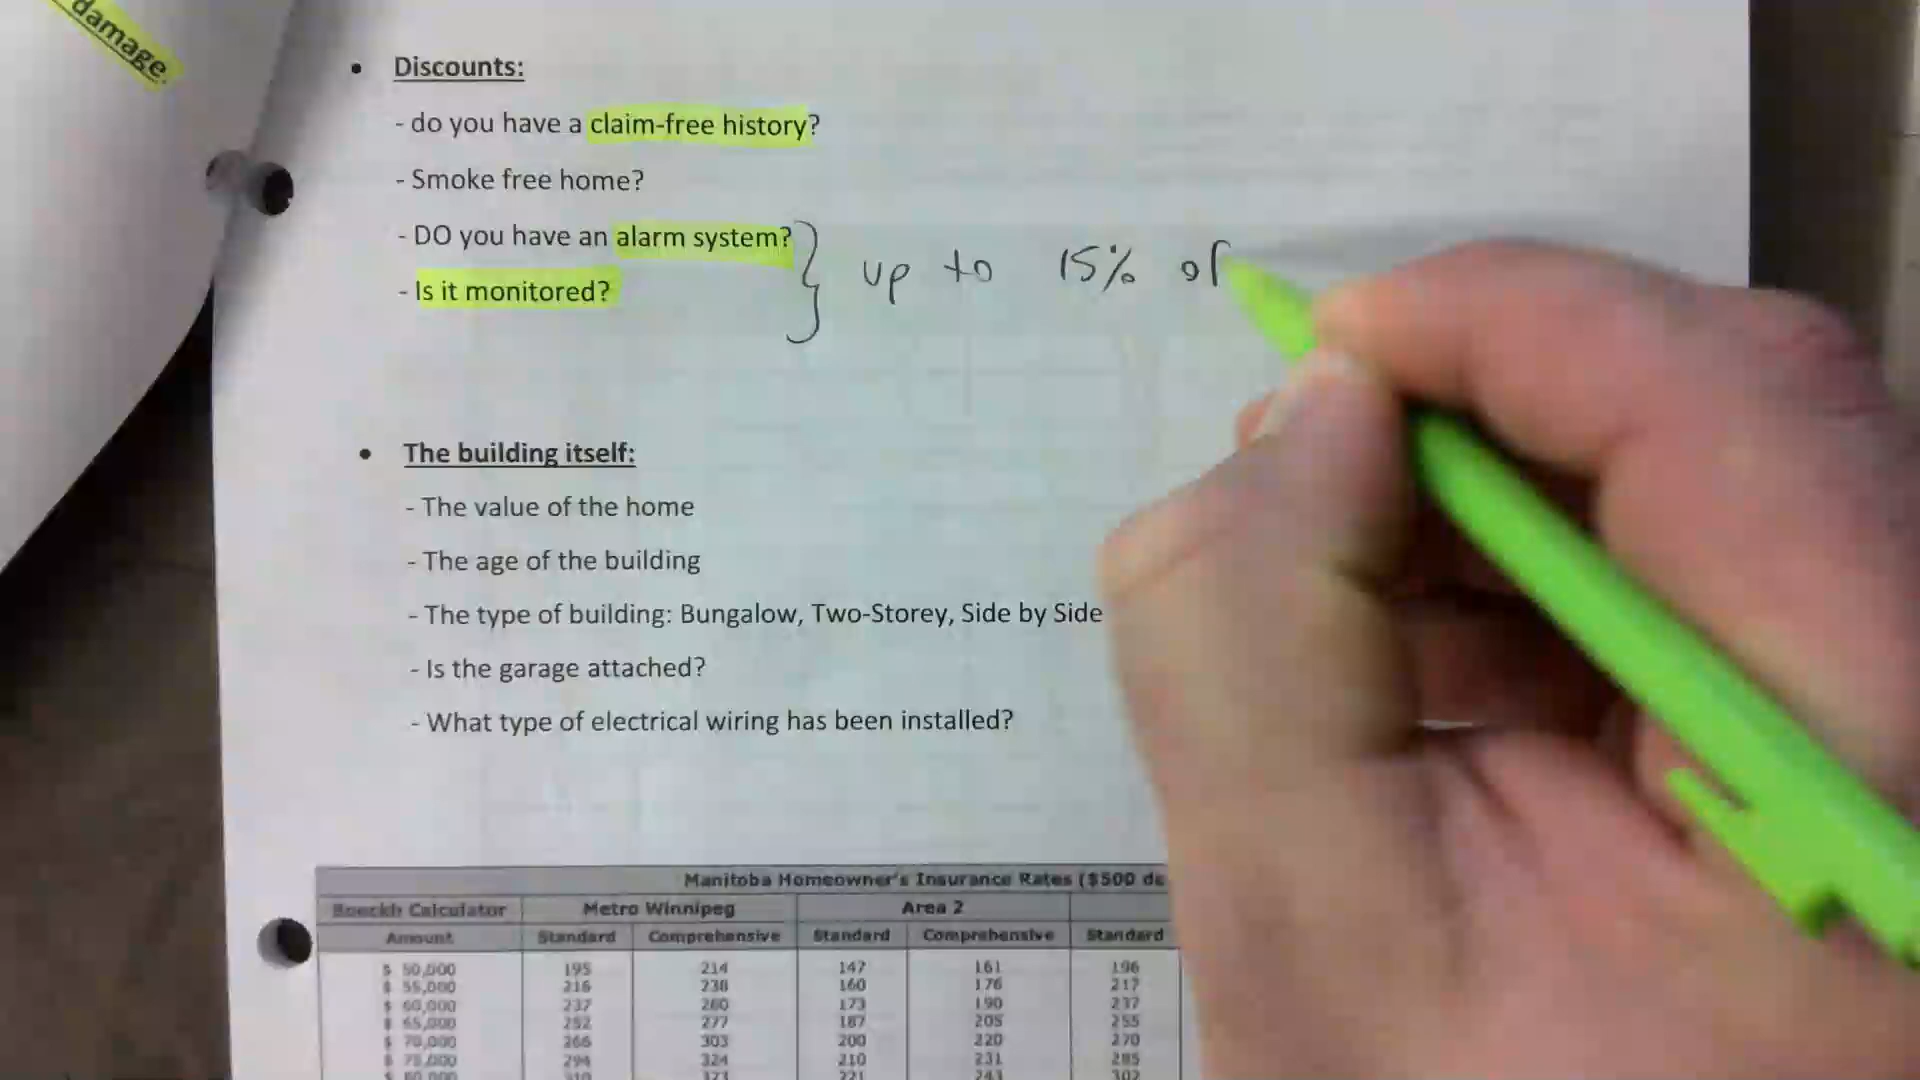 damage.
• Discounts:
- do you have a claim-free history?
- Smoke free home?
- DO you have an alarm system?
- Is it monitored?
up to 15% of
• The building itself:
- The value of the home
- The age of the building
- The type of building: Bungalow, Two-Storey, Side by Side
- Is the garage attached?
- What type of electrical wiring has been installed?
Manitoba Homeowner's Insurance Rates ($500 de
Boeckh Calculator Metro Winnipeg Area 2
Amount Standard Comprehensive Standard Comprehensive Standard
$ 50,000 195 214 147 161 196
$ 55,000 216 238 160 176 217
$ 60,000 237 260 173 190 237
$ 65,000 252 277 187 205 255
$ 70,000 266 303 200 220 270
$ 75,000 294 324 210 231 285
221 243 302